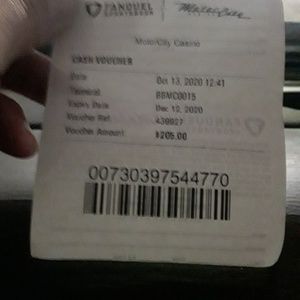 FANDUEL MotorCity
SPORTSBOOK
MotorCity Casino
CASH VOUCHER
Date Oct 13, 2020 12:41
Terminal BBMC0015
Expiry Date Dec 12, 2020
Voucher Ref 439927
Voucher Amount $205.00
00730397544770